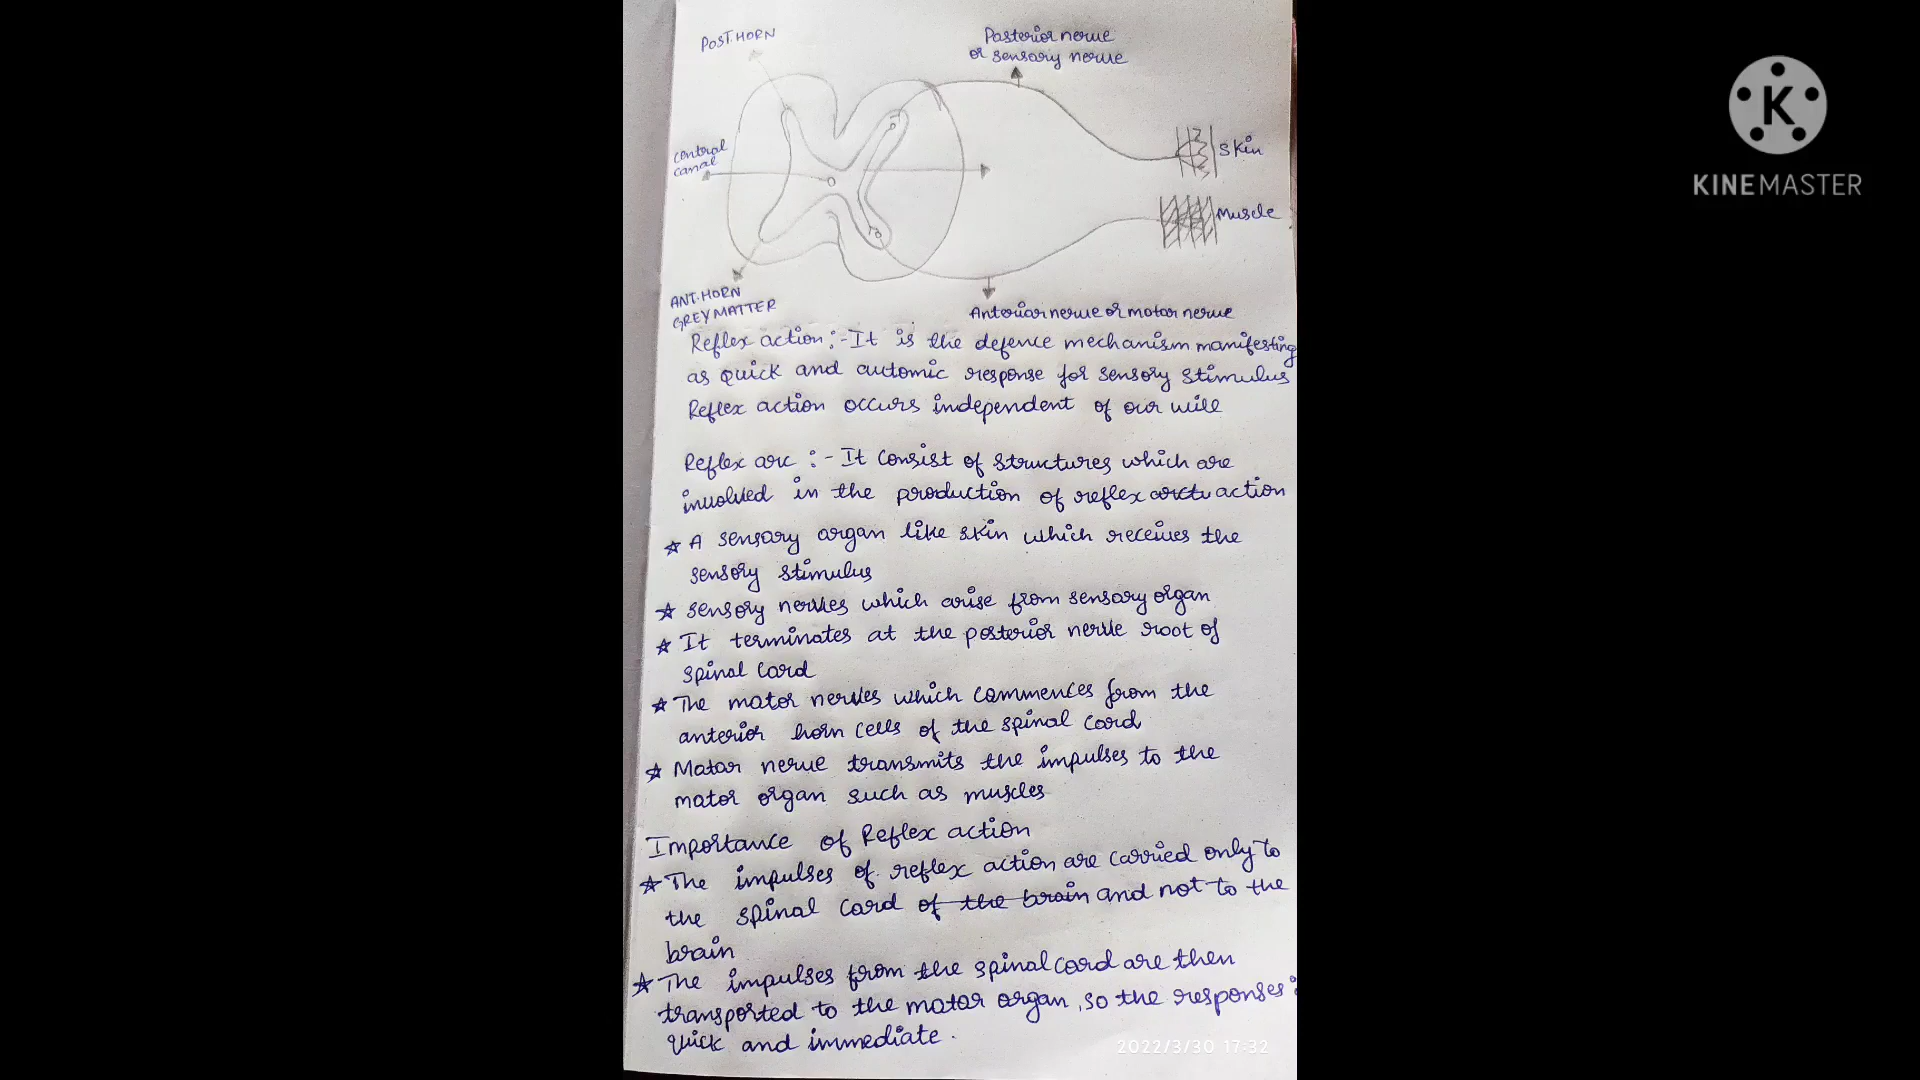 POST.HORN
Posterior nerve
or sensory nerve
central
canal
Skin
Muscle
ANT.HORN
GREY MATTER
Anterior nerve or motor nerve
Reflex action :- It is the defence mechanism manifesting
as quick and automic response for sensory stimulus
Reflex action occurs independent of our will
Reflex arc :- It consist of structures which are
involved in the production of reflex action
☆ A sensory organ like skin which receives the
sensory stimulus
☆ sensory nerves which arise from sensory organ
☆ It terminates at the posterior nerve root of
spinal cord
☆ The motor nerves which commences from the
anterior horn cells of the spinal cord
☆ Motor nerve transmits the impulses to the
motor organ such as muscles
Importance of Reflex action
☆ The impulses of reflex action are carried only to
the spinal cord of the brain and not to the
brain
☆ The impulses from the spinal cord are then
transported to the motor organ, so the responses
quick and immediate.
2022/3/30 17:32
K
KINEMASTER